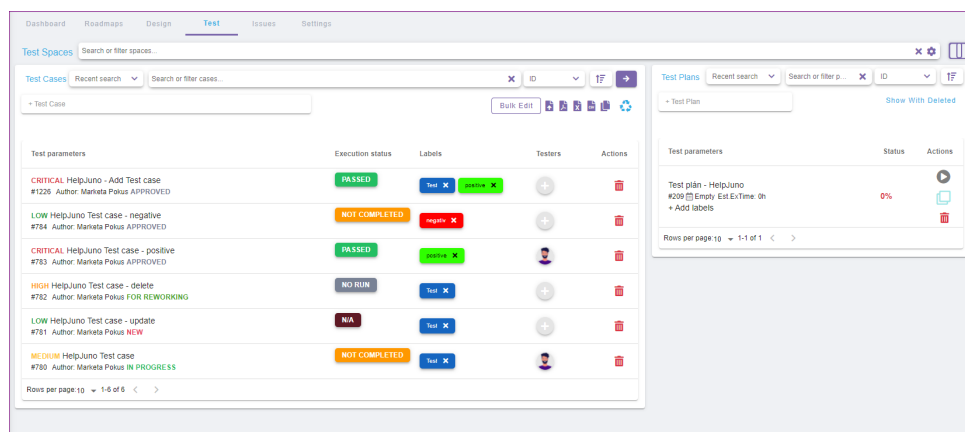 Dashboard Roadmaps Design Test Issues Settings
Test Spaces Search or filter spaces...
Test Cases Recent search Search or filter cases... ID
+ Test Case Bulk Edit
Test parameters Execution status Labels Testers Actions
CRITICAL HelpJuno - Add Test case PASSED Test positive
#1226 Author: Marketa Pokus APPROVED
LOW HelpJuno Test case - negative NOT COMPLETED negativ
#784 Author: Marketa Pokus APPROVED
CRITICAL HelpJuno Test case - positive PASSED positive
#783 Author: Marketa Pokus APPROVED
HIGH HelpJuno Test case - delete NO RUN Test
#782 Author: Marketa Pokus FOR REWORKING
LOW HelpJuno Test case - update N/A Test
#781 Author: Marketa Pokus NEW
MEDIUM HelpJuno Test case NOT COMPLETED Test
#780 Author: Marketa Pokus IN PROGRESS
Rows per page: 10 1-6 of 6
Test Plans Recent search Search or filter p... ID
+ Test Plan Show With Deleted
Test parameters Status Actions
Test plán - HelpJuno
#209 Empty Est.ExTime: 0h 0%
+ Add labels
Rows per page: 10 1-1 of 1